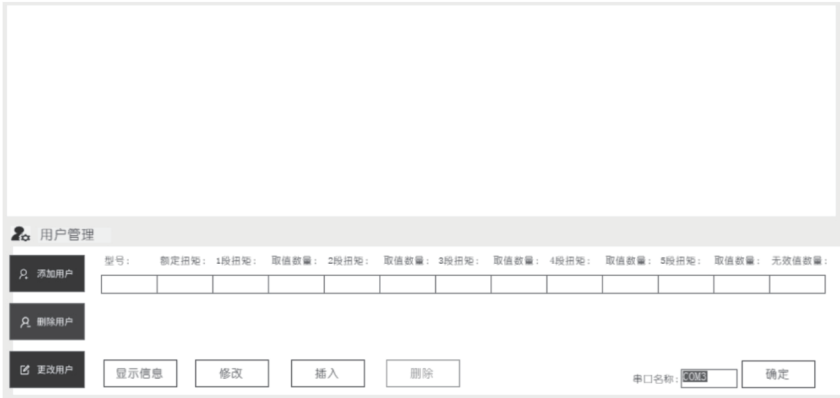 用户管理
型号： 额定扭矩： 1段扭矩： 取值数量： 2段扭矩： 取值数量： 3段扭矩： 取值数量： 4段扭矩： 取值数量： 5段扭矩： 取值数量： 无效值数量：
添加用户
删除用户
更改用户
显示信息 修改 插入 删除 串口名称： COM3 确定